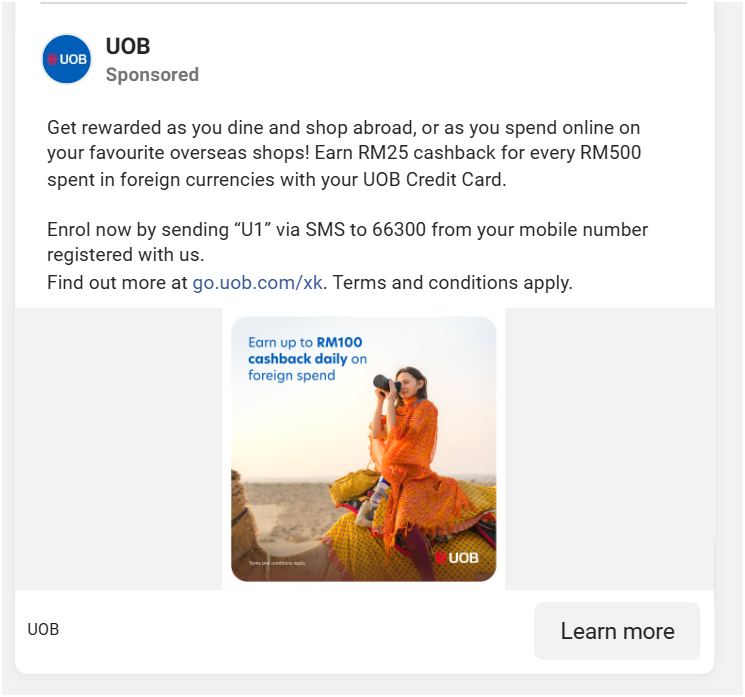 UOB
UOB
Sponsored
Get rewarded as you dine and shop abroad, or as you spend online on
your favourite overseas shops! Earn RM25 cashback for every RM500
spent in foreign currencies with your UOB Credit Card.
Enrol now by sending “U1” via SMS to 66300 from your mobile number
registered with us.
Find out more at go.uob.com/xk. Terms and conditions apply.
Earn up to RM100
cashback daily on
foreign spend
Terms and conditions apply.
UOB
UOB
Learn more